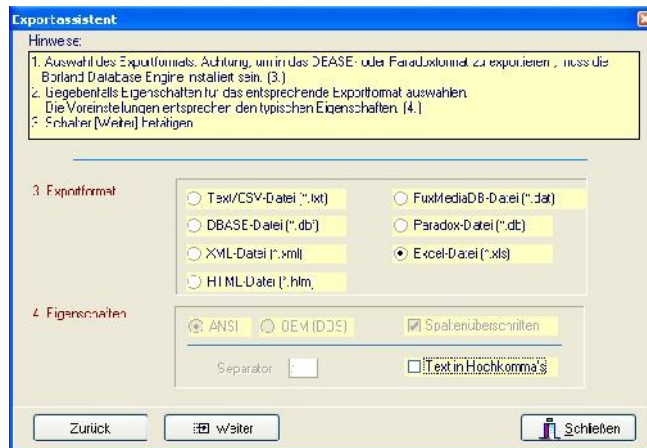 Exportassistent
Hinweise:
1. Auswahl des Exportformats. Achtung, um in das DBASE- oder Paradoxformat zu exportieren, muss die
Borland Database Engine installiert sein. (3.)
2. Gegebenfalls Eigenschaften für das entsprechende Exportformat auswählen.
Die Voreinstellungen entsprechen den typischen Eigenschaften. (4.)
3. Schalter [Weiter] betätigen
3. Exportformat
Text/CSV-Datei (*.txt)
FuxMediaDB-Datei (*.dat)
DBASE-Datei (*.dbf)
Paradox-Datei (*.db)
XML-Datei (*.xml)
Excel-Datei (*.xls)
HTML-Datei (*.htm)
4. Eigenschaften
ANSI
OEM (DOS)
Spaltenüberschriften
Separator
Text in Hochkomma's
Zurück
Weiter
Schließen